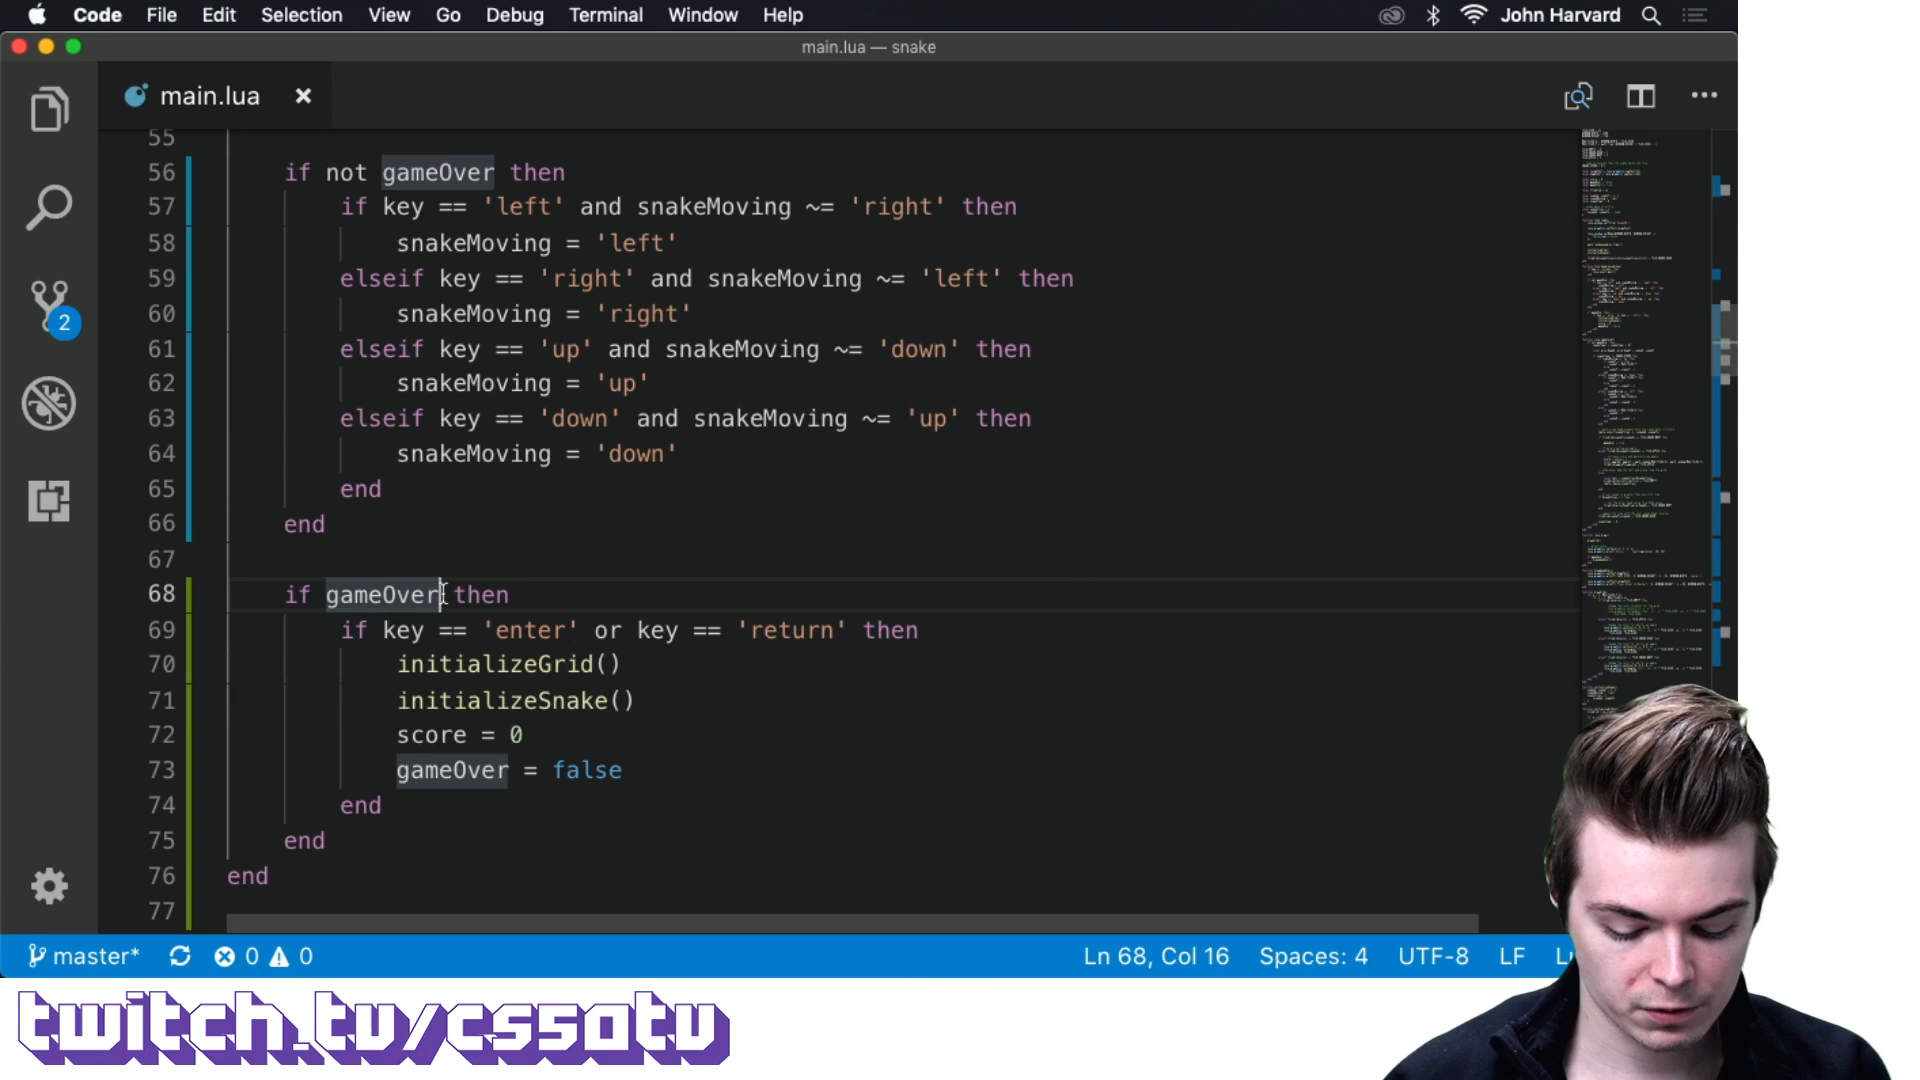 Code File Edit Selection View Go Debug Terminal Window Help John Harvard
main.lua — snake
main.lua
55
56 if not gameOver then
57 if key == 'left' and snakeMoving ~= 'right' then
58 snakeMoving = 'left'
59 elseif key == 'right' and snakeMoving ~= 'left' then
60 snakeMoving = 'right'
61 elseif key == 'up' and snakeMoving ~= 'down' then
62 snakeMoving = 'up'
63 elseif key == 'down' and snakeMoving ~= 'up' then
64 snakeMoving = 'down'
65 end
66 end
67
68 if gameOver then
69 if key == 'enter' or key == 'return' then
70 initializeGrid()
71 initializeSnake()
72 score = 0
73 gameOver = false
74 end
75 end
76 end
77
2
master* 0 0 Ln 68, Col 16 Spaces: 4 UTF-8 LF
twitch.tv/cs50tv